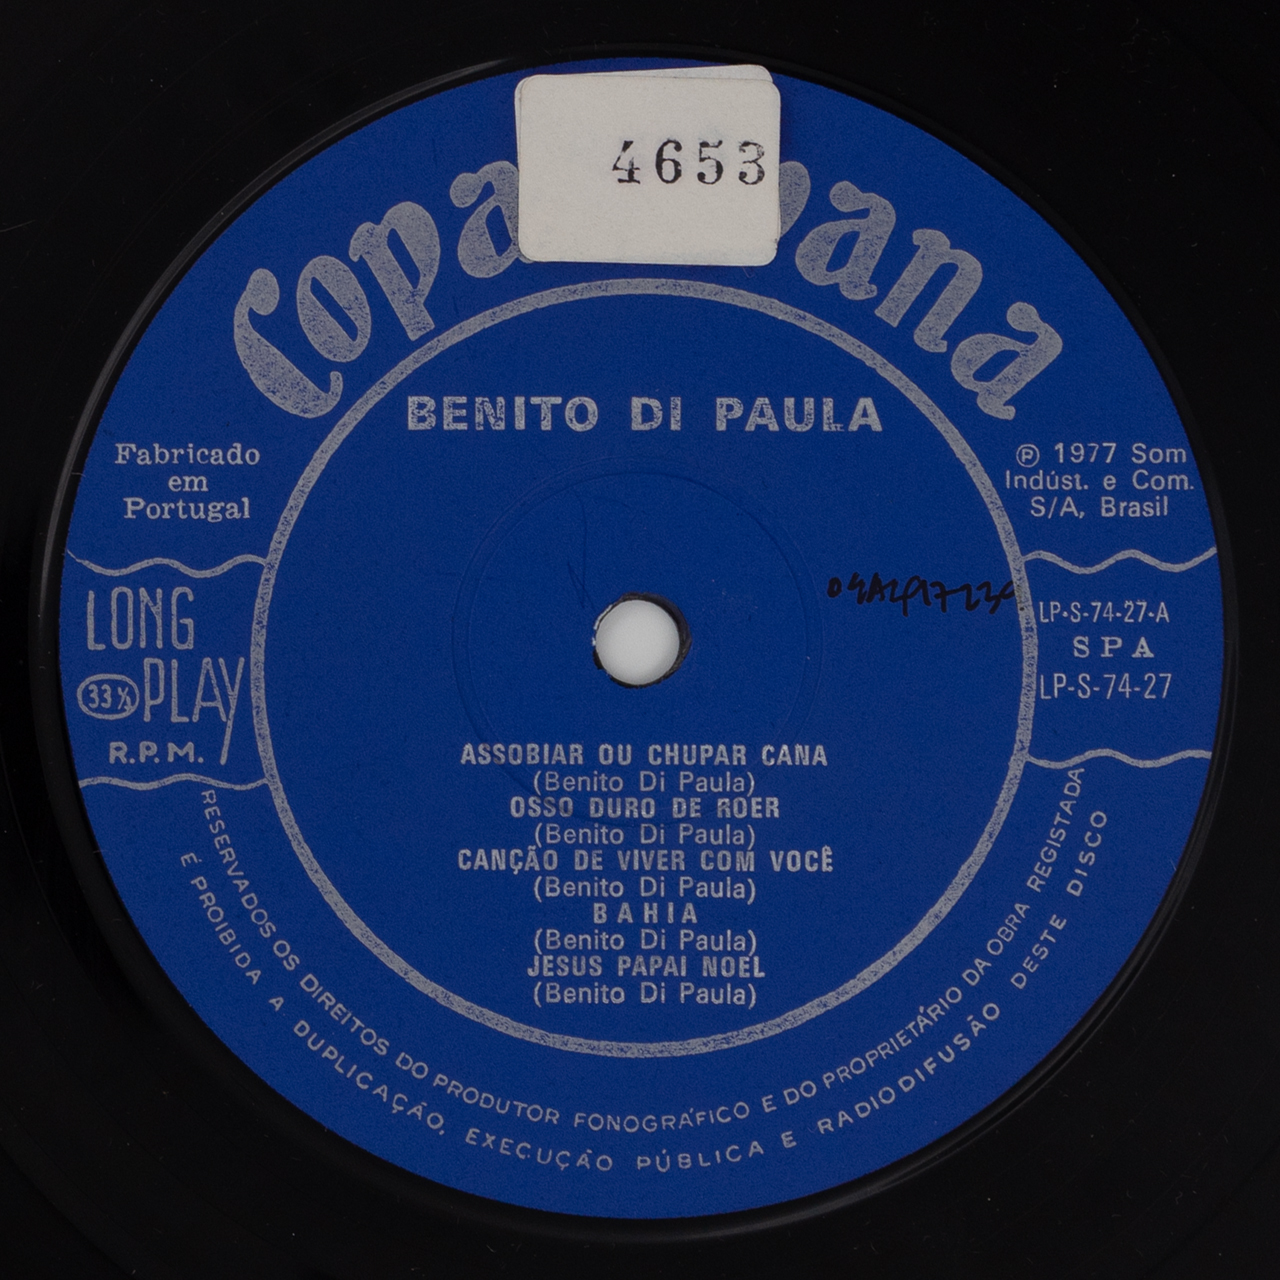 4653
Copa
vana
BENITO DI PAULA
Fabricado
em
Portugal
℗ 1977 Som
Indúst. e Com.
S/A, Brasil
LONG
PLAY
33 ⅓
R.P.M.
LP-S-74-27-A
SPA
LP-S-74-27
ASSOBIAR OU CHUPAR CANA
(Benito Di Paula)
OSSO DURO DE ROER
(Benito Di Paula)
CANÇÃO DE VIVER COM VOCÊ
(Benito Di Paula)
BAHIA
(Benito Di Paula)
JESUS PAPAI NOEL
(Benito Di Paula)
RESERVADOS OS DIREITOS DO PRODUTOR FONOGRÁFICO E DO PROPRIETÁRIO DA OBRA REGISTADA
É PROIBIDA A DUPLICAÇÃO, EXECUÇÃO PÚBLICA E RADIODIFUSÃO DESTE DISCO